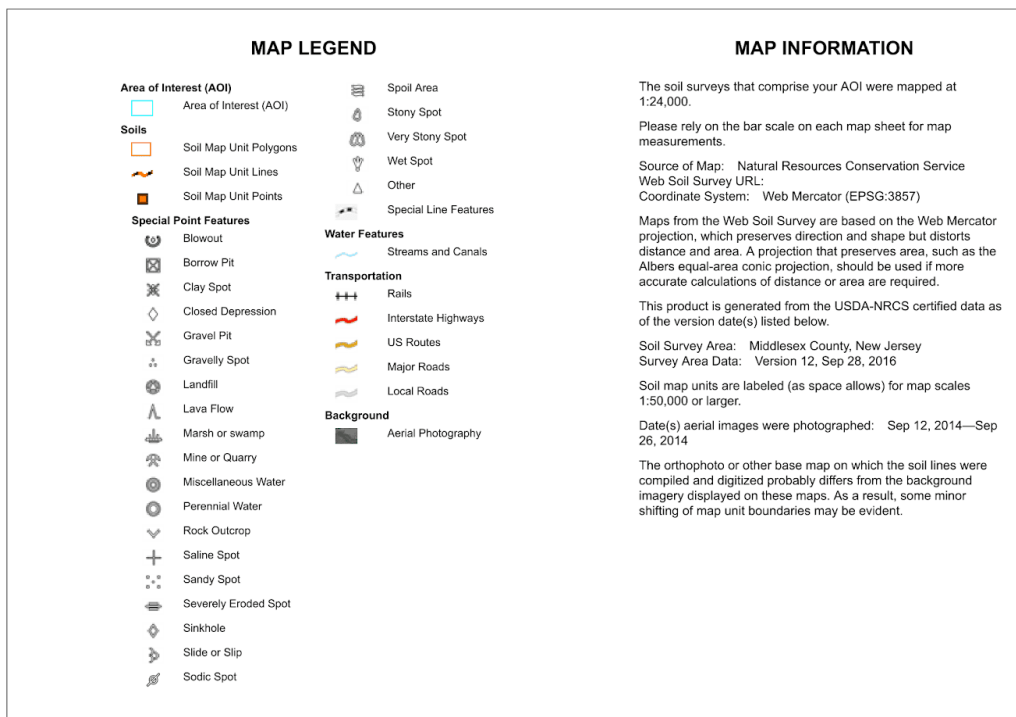 MAP LEGEND
Area of Interest (AOI)
Area of Interest (AOI)
Soils
Soil Map Unit Polygons
Soil Map Unit Lines
Soil Map Unit Points
Special Point Features
Blowout
Borrow Pit
Clay Spot
Closed Depression
Gravel Pit
Gravelly Spot
Landfill
Lava Flow
Marsh or swamp
Mine or Quarry
Miscellaneous Water
Perennial Water
Rock Outcrop
Saline Spot
Sandy Spot
Severely Eroded Spot
Sinkhole
Slide or Slip
Sodic Spot
Spoil Area
Stony Spot
Very Stony Spot
Wet Spot
Other
Special Line Features
Water Features
Streams and Canals
Transportation
Rails
Interstate Highways
US Routes
Major Roads
Local Roads
Background
Aerial Photography
MAP INFORMATION
The soil surveys that comprise your AOI were mapped at
1:24,000.
Please rely on the bar scale on each map sheet for map
measurements.
Source of Map: Natural Resources Conservation Service
Web Soil Survey URL:
Coordinate System: Web Mercator (EPSG:3857)
Maps from the Web Soil Survey are based on the Web Mercator
projection, which preserves direction and shape but distorts
distance and area. A projection that preserves area, such as the
Albers equal-area conic projection, should be used if more
accurate calculations of distance or area are required.
This product is generated from the USDA-NRCS certified data as
of the version date(s) listed below.
Soil Survey Area: Middlesex County, New Jersey
Survey Area Data: Version 12, Sep 28, 2016
Soil map units are labeled (as space allows) for map scales
1:50,000 or larger.
Date(s) aerial images were photographed: Sep 12, 2014—Sep
26, 2014
The orthophoto or other base map on which the soil lines were
compiled and digitized probably differs from the background
imagery displayed on these maps. As a result, some minor
shifting of map unit boundaries may be evident.